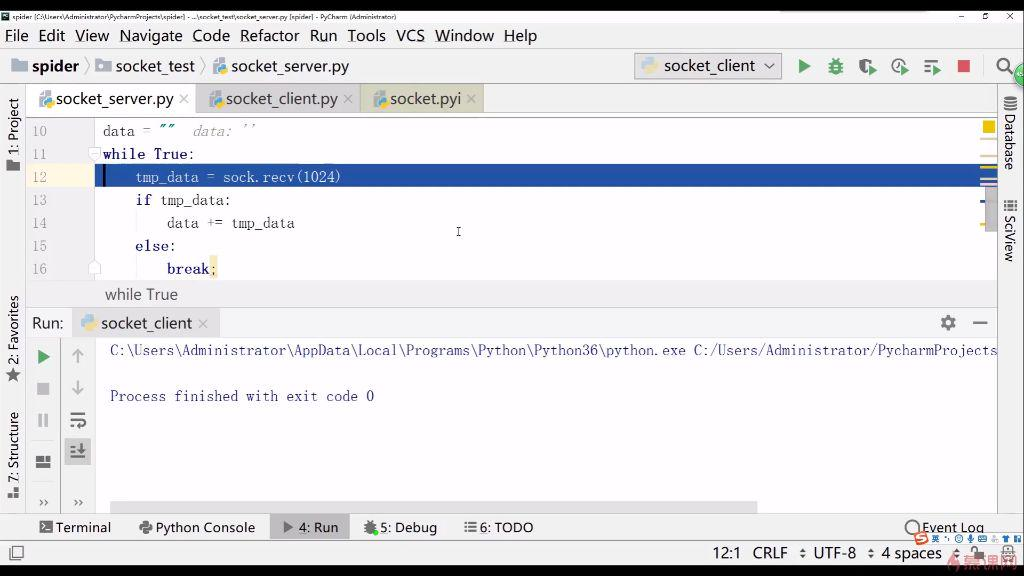 spider [C:\Users\Administrator\PycharmProjects\spider] - ...\socket_test\socket_server.py [spider] - PyCharm (Administrator)
File Edit View Navigate Code Refactor Run Tools VCS Window Help
spider socket_test socket_server.py socket_client
socket_server.py socket_client.py socket.pyi
1: Project
2: Favorites
7: Structure
Database
SciView
10 data = "" data: ''
11 while True:
12 tmp_data = sock.recv(1024)
13 if tmp_data:
14 data += tmp_data
15 else:
16 break;
while True
Run: socket_client
C:\Users\Administrator\AppData\Local\Programs\Python\Python36\python.exe C:/Users/Administrator/PycharmProjects
Process finished with exit code 0
Terminal Python Console 4: Run 5: Debug 6: TODO Event Log
英
12:1 CRLF UTF-8 4 spaces
慕课网